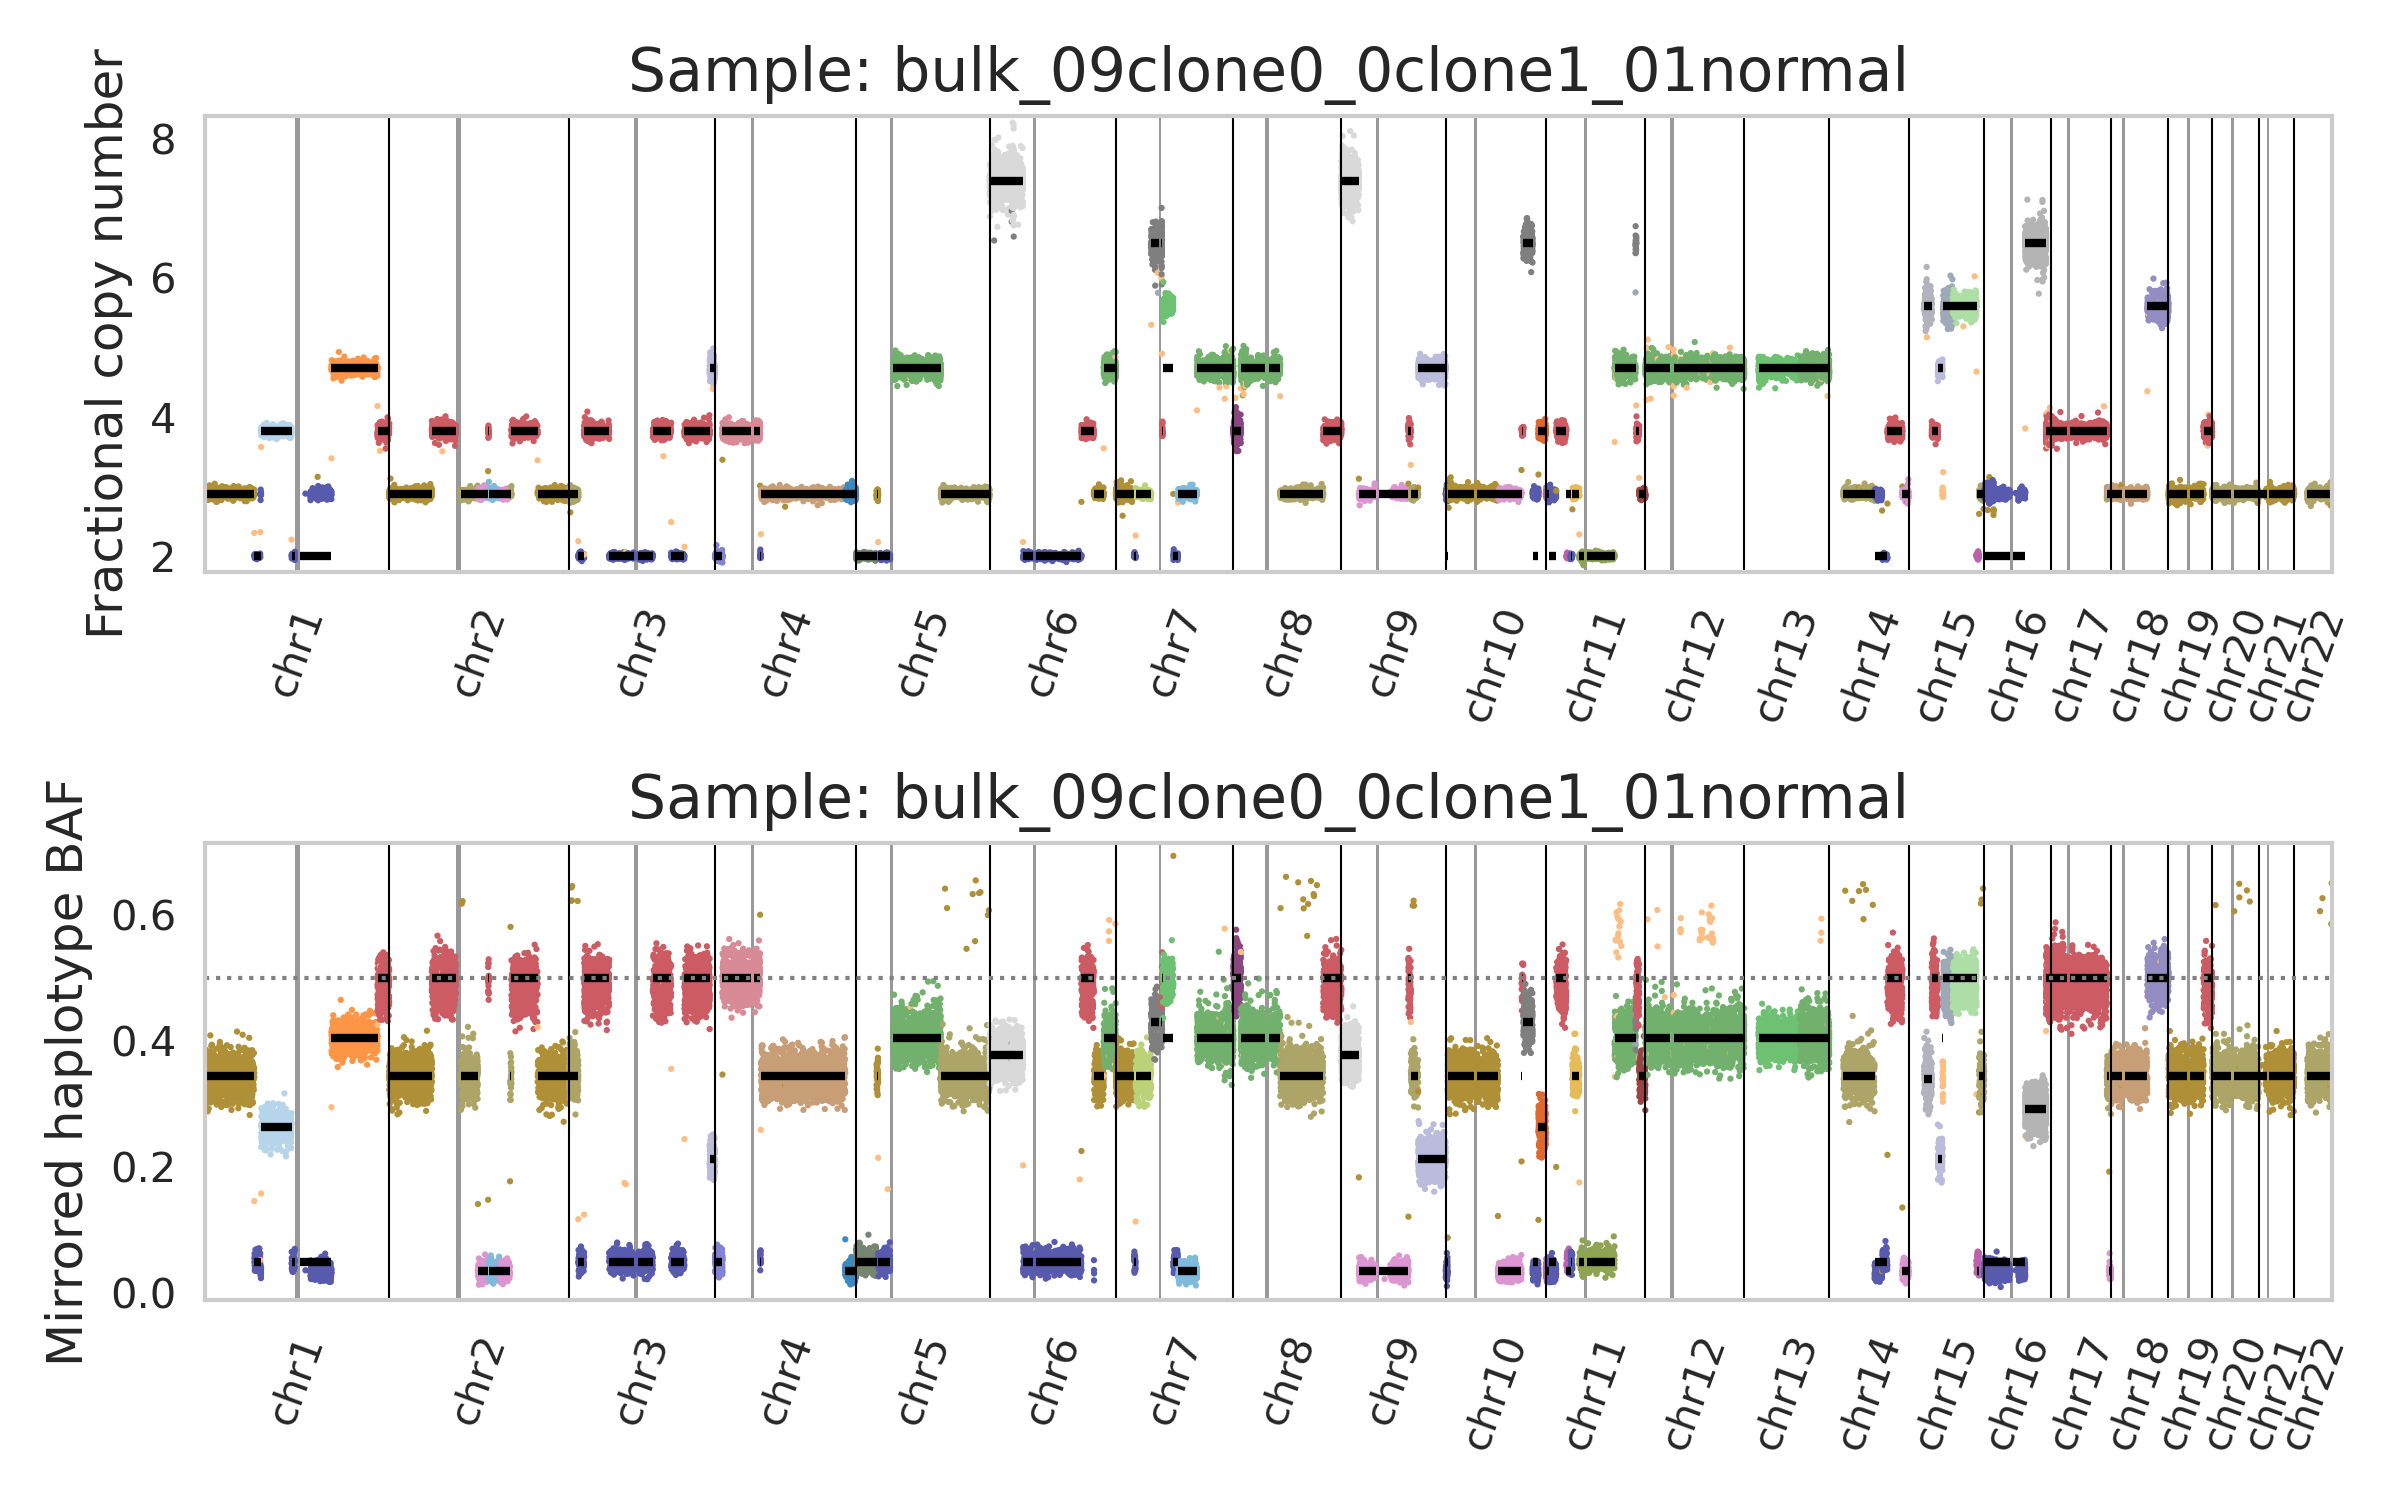 Sample: bulk_09clone0_0clone1_01normal
Fractional copy number
8
6
4
2
chr1 chr2 chr3 chr4 chr5 chr6 chr7 chr8 chr9 chr10 chr11 chr12 chr13 chr14 chr15 chr16 chr17 chr18 chr19 chr20 chr21 chr22
Sample: bulk_09clone0_0clone1_01normal
Mirrored haplotype BAF
0.6
0.4
0.2
0.0
chr1 chr2 chr3 chr4 chr5 chr6 chr7 chr8 chr9 chr10 chr11 chr12 chr13 chr14 chr15 chr16 chr17 chr18 chr19 chr20 chr21 chr22